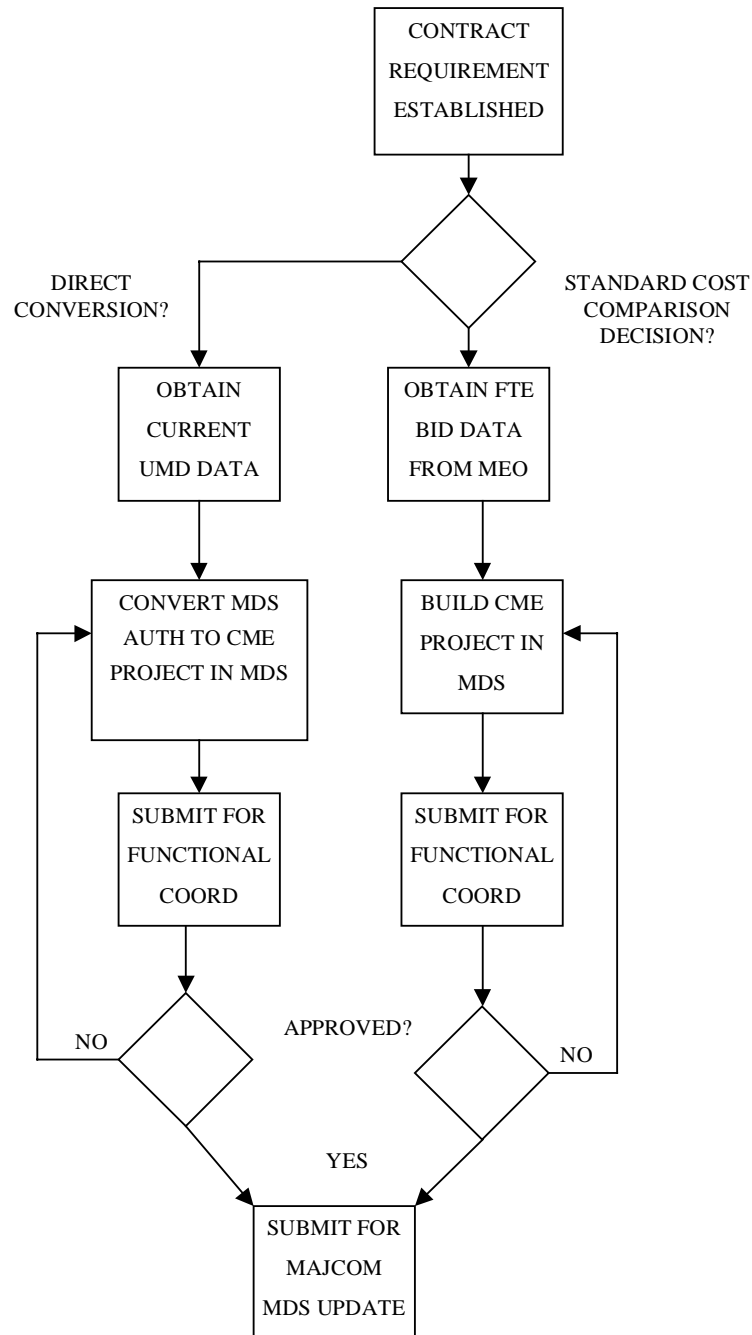 CONTRACT
REQUIREMENT
ESTABLISHED
DIRECT
CONVERSION?
STANDARD COST
COMPARISON
DECISION?
OBTAIN
CURRENT
UMD DATA
OBTAIN FTE
BID DATA
FROM MEO
CONVERT MDS
AUTH TO CME
PROJECT IN MDS
BUILD CME
PROJECT IN
MDS
SUBMIT FOR
FUNCTIONAL
COORD
SUBMIT FOR
FUNCTIONAL
COORD
NO
APPROVED?
NO
YES
SUBMIT FOR
MAJCOM
MDS UPDATE